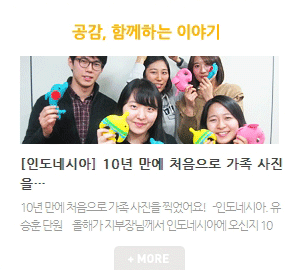 공감, 함께하는 이야기
[인도네시아] 10년 만에 처음으로 가족 사진
을…
10년 만에 처음으로 가족 사진을 찍었어요! -인도네시아. 유
승훈 단원 올해가 지부장님께서 인도네시아에 오신지 10
+ MORE